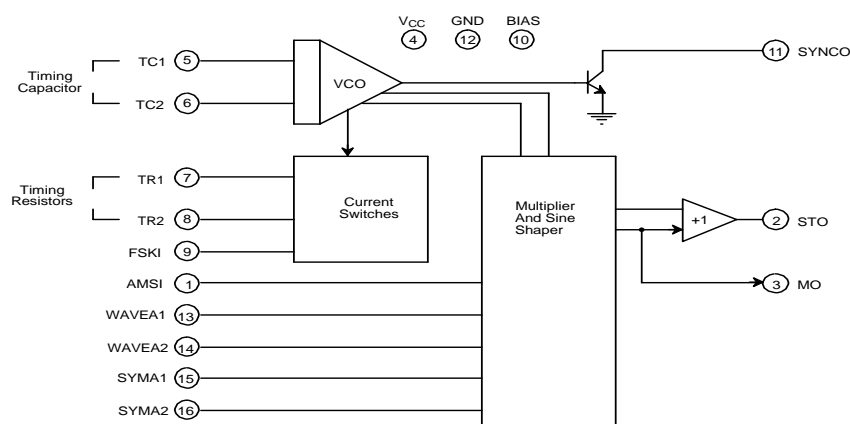 VCC GND BIAS
4 12 10
Timing
Capacitor
TC1 5
TC2 6
VCO
11 SYNCO
Timing
Resistors
TR1 7
TR2 8
FSKI 9
Current
Switches
Multiplier
And Sine
Shaper
+1
2 STO
3 MO
AMSI 1
WAVEA1 13
WAVEA2 14
SYMA1 15
SYMA2 16